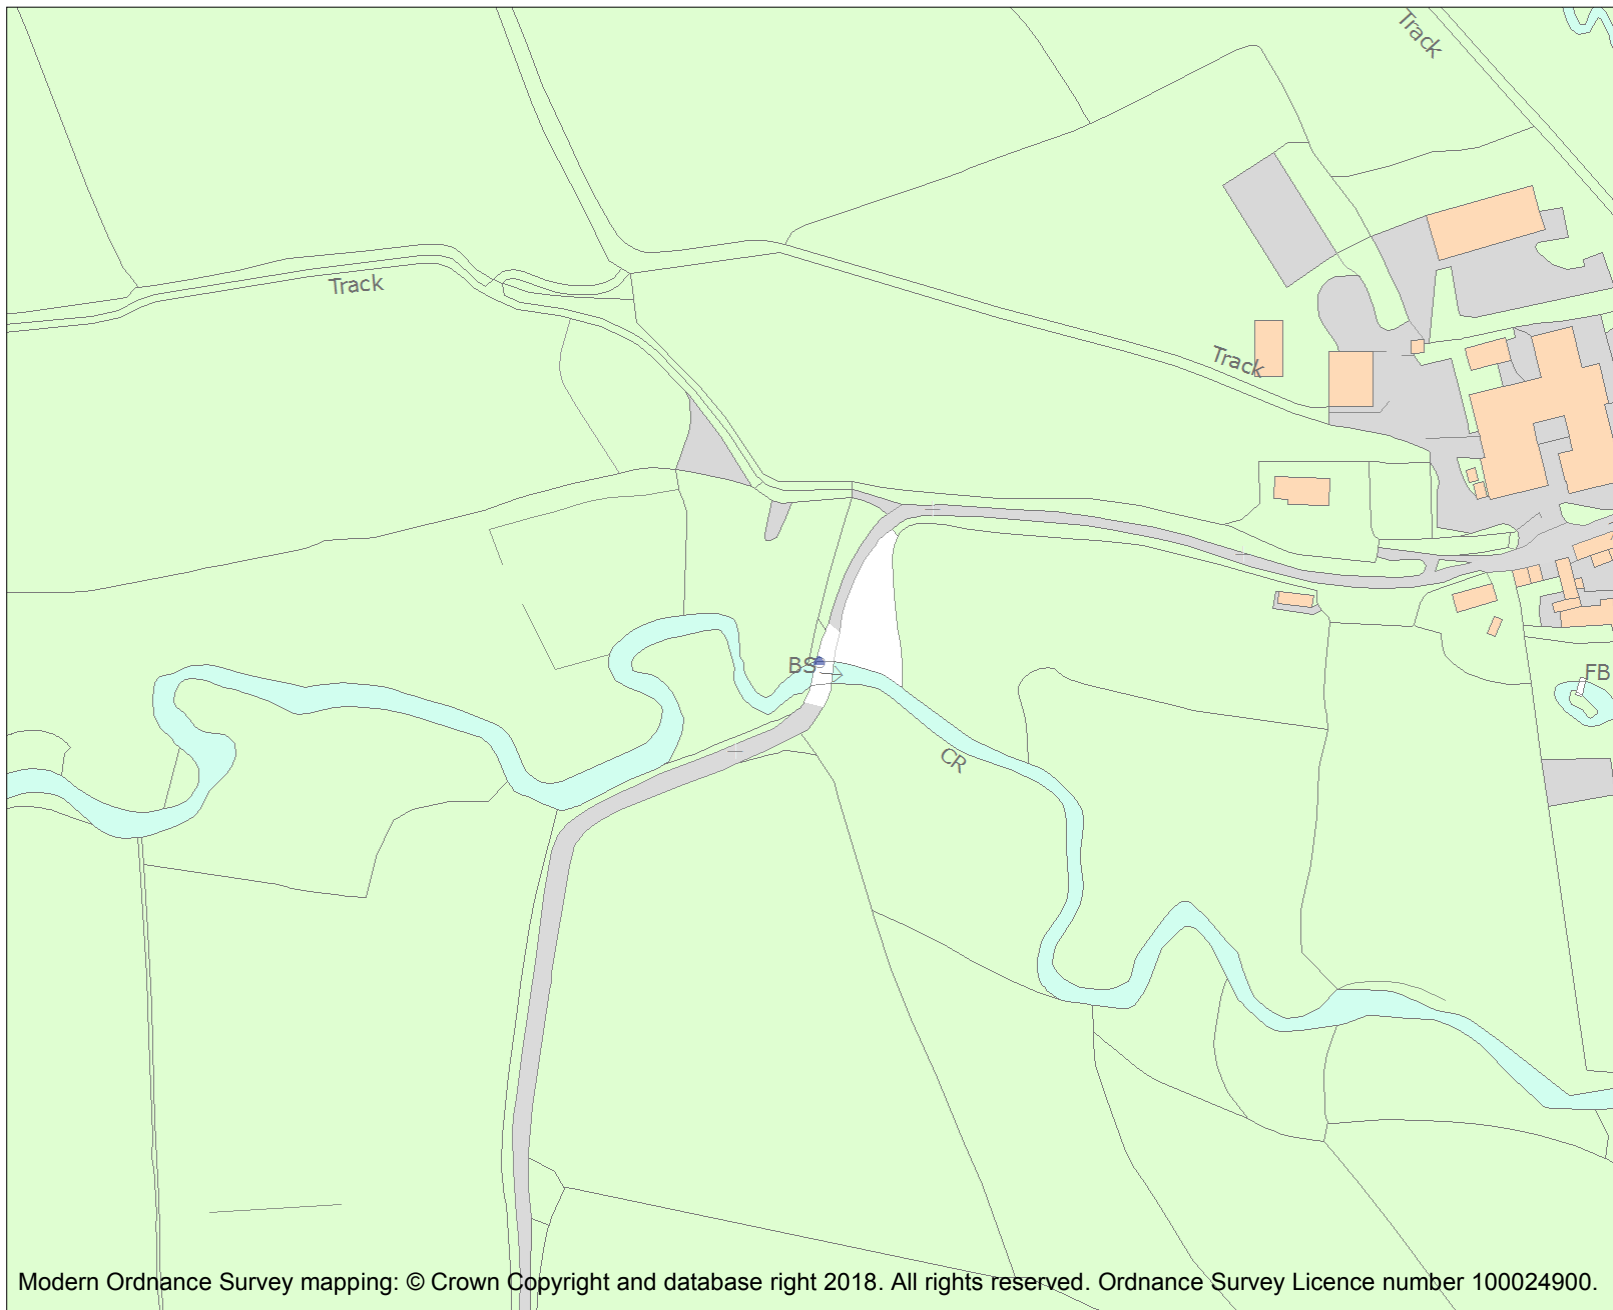 Track
Track
Track
BS
FB
CR
Modern Ordnance Survey mapping: © Crown Copyright and database right 2018. All rights reserved. Ordnance Survey Licence number 100024900.